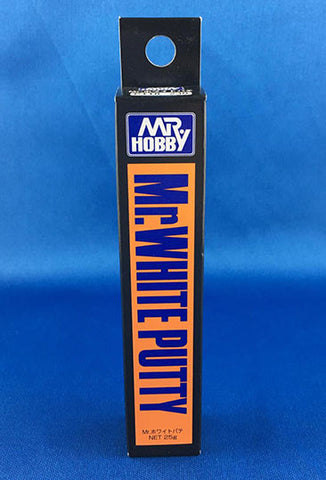 MR.
HOBBY
Mr.WHITE PUTTY
Mr.ホワイトパテ
NET 25g